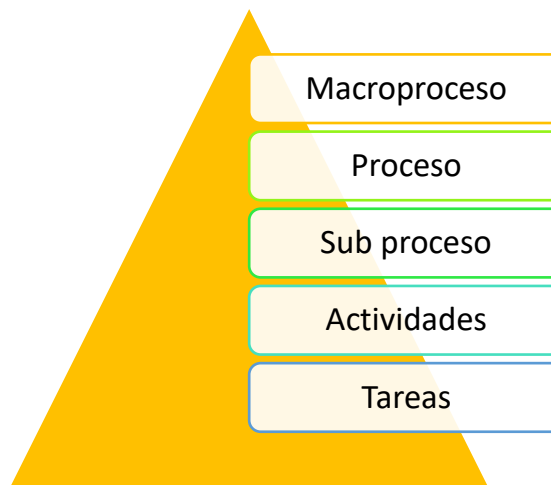 Macroproceso
Proceso
Sub proceso
Actividades
Tareas